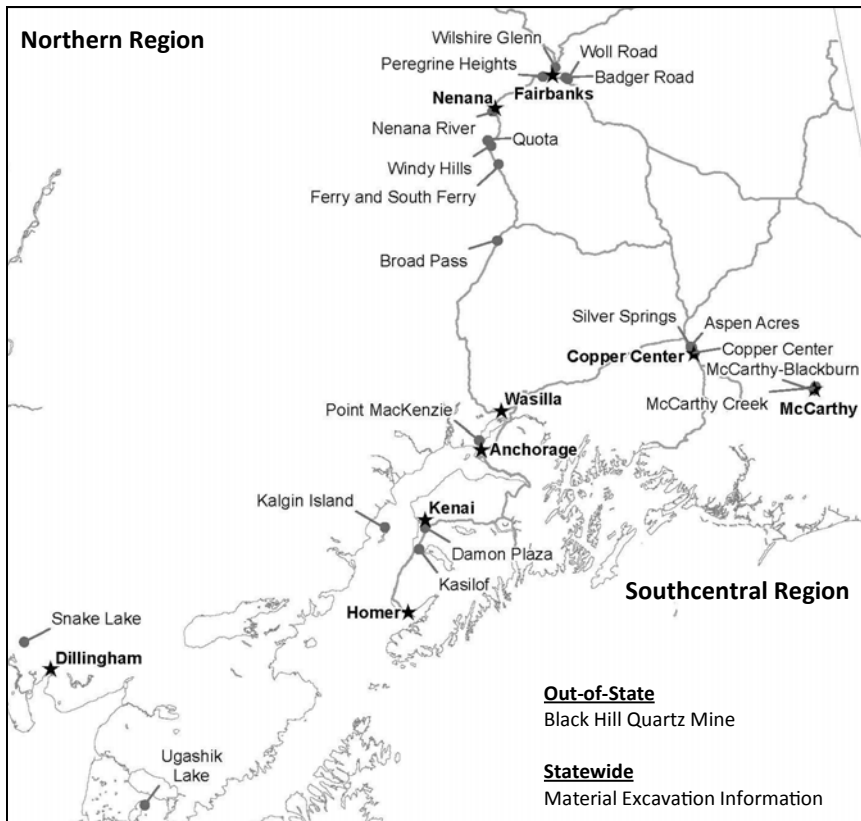 Northern Region
Wilshire Glenn
Woll Road
Peregrine Heights
Badger Road
Fairbanks
Nenana
Nenana River
Quota
Windy Hills
Ferry and South Ferry
Broad Pass
Silver Springs
Aspen Acres
Copper Center
Copper Center
McCarthy-Blackburn
McCarthy Creek
McCarthy
Wasilla
Point MacKenzie
Anchorage
Kenai
Kalgin Island
Damon Plaza
Kasilof
Southcentral Region
Homer
Snake Lake
Dillingham
Ugashik
Lake
Out-of-State
Black Hill Quartz Mine
Statewide
Material Excavation Information